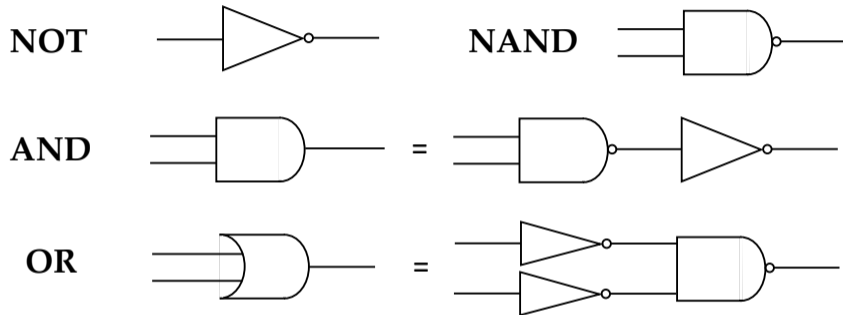 NOT NAND
AND =
OR =